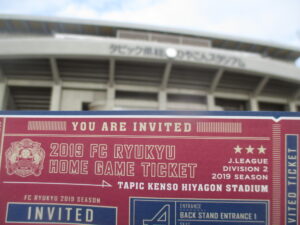 タピック県総ひやごんスタジアム
YOU ARE INVITED
2019 FC RYUKYU
HOME GAME TICKET
TAPIC KENSO HIYAGON STADIUM
★★★
J.LEAGUE
DIVISION 2
2019 SEASON
FC RYUKYU 2019 SEASON
INVITED
4
ENTRANCE
BACK STAND ENTRANCE 1